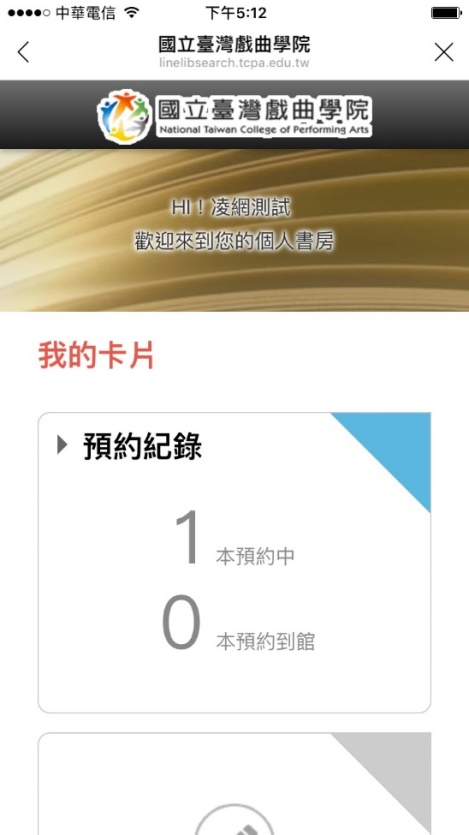 中華電信
下午5:12
國立臺灣戲曲學院
linelibsearch.tcpa.edu.tw
國立臺灣戲曲學院
National Taiwan College of Performing Arts
HI！凌網測試
歡迎來到您的個人書房
我的卡片
預約紀錄
1 本預約中
0 本預約到館